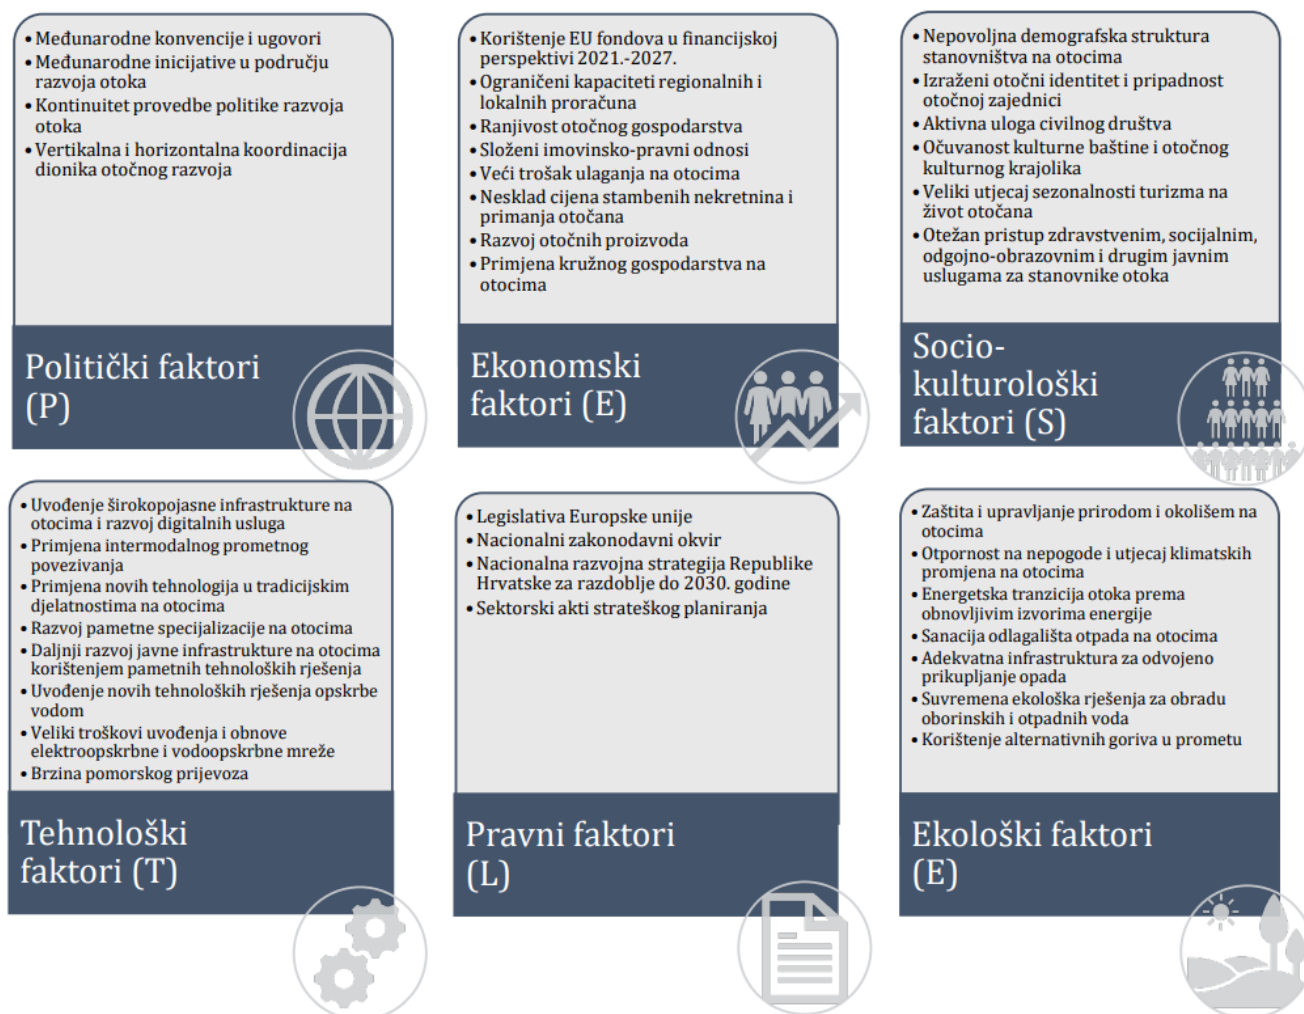 • Međunarodne konvencije i ugovori
• Međunarodne inicijative u području
razvoja otoka
• Kontinuitet provedbe politike razvoja
otoka
• Vertikalna i horizontalna koordinacija
dionika otočnog razvoja
Politički faktori
(P)
• Korištenje EU fondova u financijskoj
perspektivi 2021.-2027.
• Ograničeni kapaciteti regionalnih i
lokalnih proračuna
• Ranjivost otočnog gospodarstva
• Složeni imovinsko-pravni odnosi
• Veći trošak ulaganja na otocima
• Nesklad cijena stambenih nekretnina i
primanja otočana
• Razvoj otočnih proizvoda
• Primjena kružnog gospodarstva na
otocima
Ekonomski
faktori (E)
• Nepovoljna demografska struktura
stanovništva na otocima
• Izraženi otočni identitet i pripadnost
otočnoj zajednici
• Aktivna uloga civilnog društva
• Očuvanost kulturne baštine i otočnog
kulturnog krajolika
• Veliki utjecaj sezonalnosti turizma na
život otočana
• Otežan pristup zdravstvenim, socijalnim,
odgojno-obrazovnim i drugim javnim
uslugama za stanovnike otoka
Socio-
kulturološki
faktori (S)
• Uvođenje širokopojasne infrastrukture na
otocima i razvoj digitalnih usluga
• Primjena intermodalnog prometnog
povezivanja
• Primjena novih tehnologija u tradicijskim
djelatnostima na otocima
• Razvoj pametne specijalizacije na otocima
• Daljnji razvoj javne infrastrukture na otocima
korištenjem pametnih tehnoloških rješenja
• Uvođenje novih tehnoloških rješenja opskrbe
vodom
• Veliki troškovi uvođenja i obnove
elektroopskrbne i vodoopskrbne mreže
• Brzina pomorskog prijevoza
Tehnološki
faktori (T)
• Legislativa Europske unije
• Nacionalni zakonodavni okvir
• Nacionalna razvojna strategija Republike
Hrvatske za razdoblje do 2030. godine
• Sektorski akti strateškog planiranja
Pravni faktori
(L)
• Zaštita i upravljanje prirodom i okolišem na
otocima
• Otpornost na nepogode i utjecaj klimatskih
promjena na otocima
• Energetska tranzicija otoka prema
obnovljivim izvorima energije
• Sanacija odlagališta otpada na otocima
• Adekvatna infrastruktura za odvojeno
prikupljanje opada
• Suvremena ekološka rješenja za obradu
oborinskih i otpadnih voda
• Korištenje alternativnih goriva u prometu
Ekološki faktori
(E)